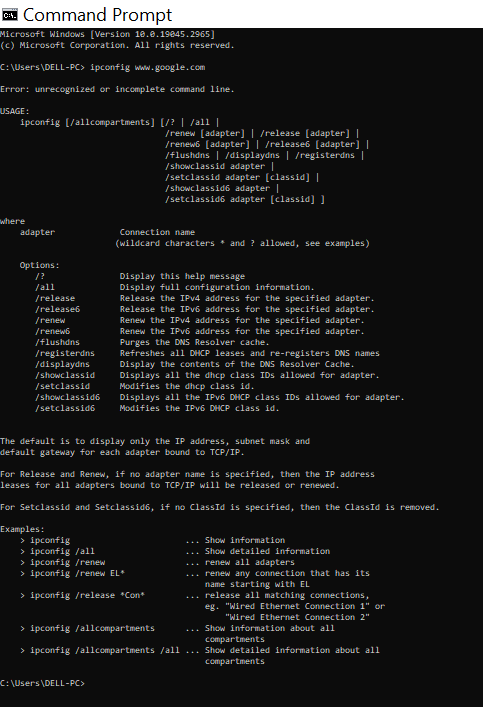 Command Prompt
Microsoft Windows [Version 10.0.19045.2965]
(c) Microsoft Corporation. All rights reserved.
C:\Users\DELL-PC> ipconfig www.google.com
Error: unrecognized or incomplete command line.
USAGE:
ipconfig [/allcompartments] [/? | /all |
/renew [adapter] | /release [adapter] |
/renew6 [adapter] | /release6 [adapter] |
/flushdns | /displaydns | /registerdns |
/showclassid adapter |
/setclassid adapter [classid] |
/showclassid6 adapter |
/setclassid6 adapter [classid] ]
where
adapter Connection name
(wildcard characters * and ? allowed, see examples)
Options:
/? Display this help message
/all Display full configuration information.
/release Release the IPv4 address for the specified adapter.
/release6 Release the IPv6 address for the specified adapter.
/renew Renew the IPv4 address for the specified adapter.
/renew6 Renew the IPv6 address for the specified adapter.
/flushdns Purges the DNS Resolver cache.
/registerdns Refreshes all DHCP leases and re-registers DNS names
/displaydns Display the contents of the DNS Resolver Cache.
/showclassid Displays all the dhcp class IDs allowed for adapter.
/setclassid Modifies the dhcp class id.
/showclassid6 Displays all the IPv6 DHCP class IDs allowed for adapter.
/setclassid6 Modifies the IPv6 DHCP class id.
The default is to display only the IP address, subnet mask and
default gateway for each adapter bound to TCP/IP.
For Release and Renew, if no adapter name is specified, then the IP address
leases for all adapters bound to TCP/IP will be released or renewed.
For Setclassid and Setclassid6, if no ClassId is specified, then the ClassId is removed.
Examples:
> ipconfig ... Show information
> ipconfig /all ... Show detailed information
> ipconfig /renew ... renew all adapters
> ipconfig /renew EL* ... renew any connection that has its
name starting with EL
> ipconfig /release *Con* ... release all matching connections,
eg. "Wired Ethernet Connection 1" or
"Wired Ethernet Connection 2"
> ipconfig /allcompartments ... Show information about all
compartments
> ipconfig /allcompartments /all ... Show detailed information about all
compartments
C:\Users\DELL-PC>